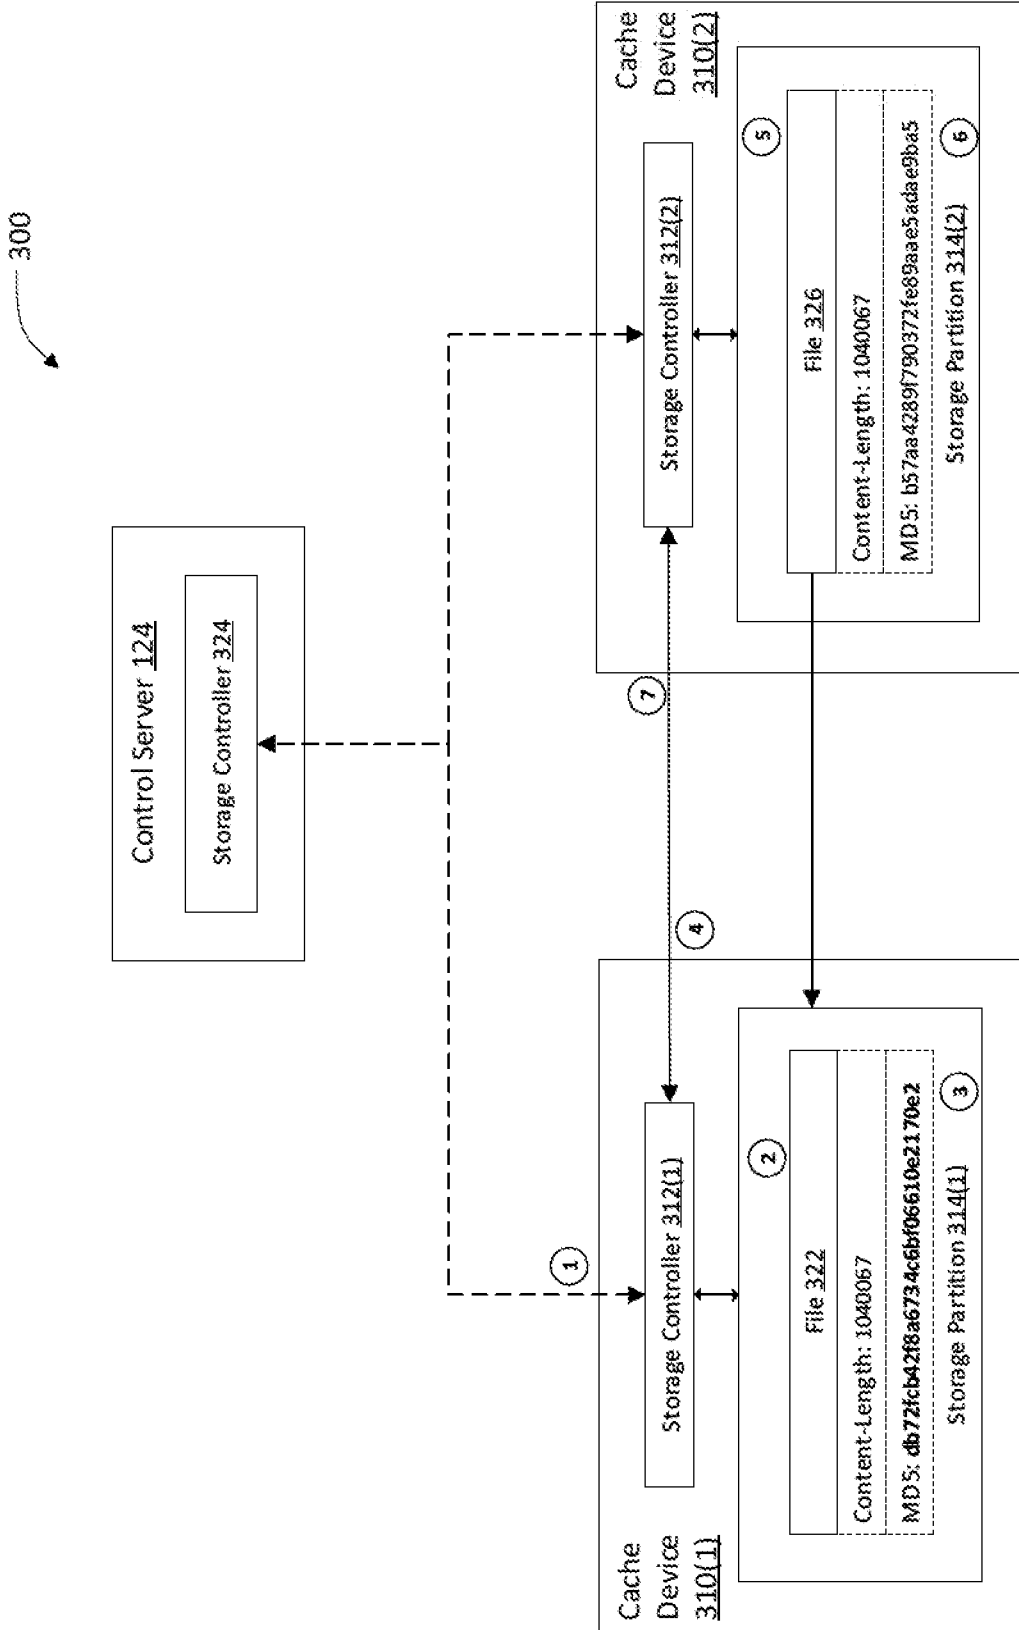 300
Control Server 124
Storage Controller 324
1
4
7
Cache
Device
310(1)
Storage Controller 312(1)
2
File 322
Content-Length: 1040067
MD5: db72fcb42f8a6734c6bf06610e2170e2
3
Storage Partition 314(1)
Cache
Device
310(2)
Storage Controller 312(2)
5
File 326
Content-Length: 1040067
MD5: b57aa4289f790372fe89aae5adae9ba5
6
Storage Partition 314(2)